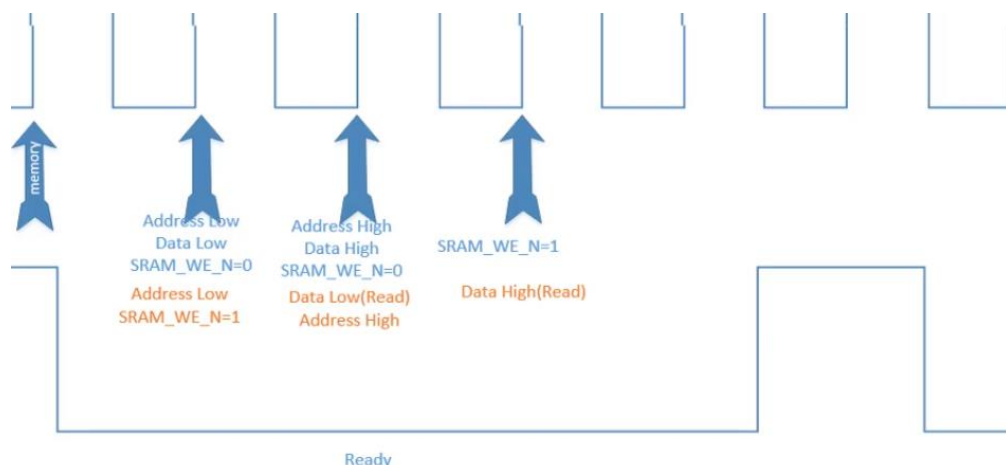 memory
Address Low
Data Low
SRAM_WE_N=0
Address Low
SRAM_WE_N=1
Address High
Data High
SRAM_WE_N=0
Data Low(Read)
Address High
SRAM_WE_N=1
Data High(Read)
Ready